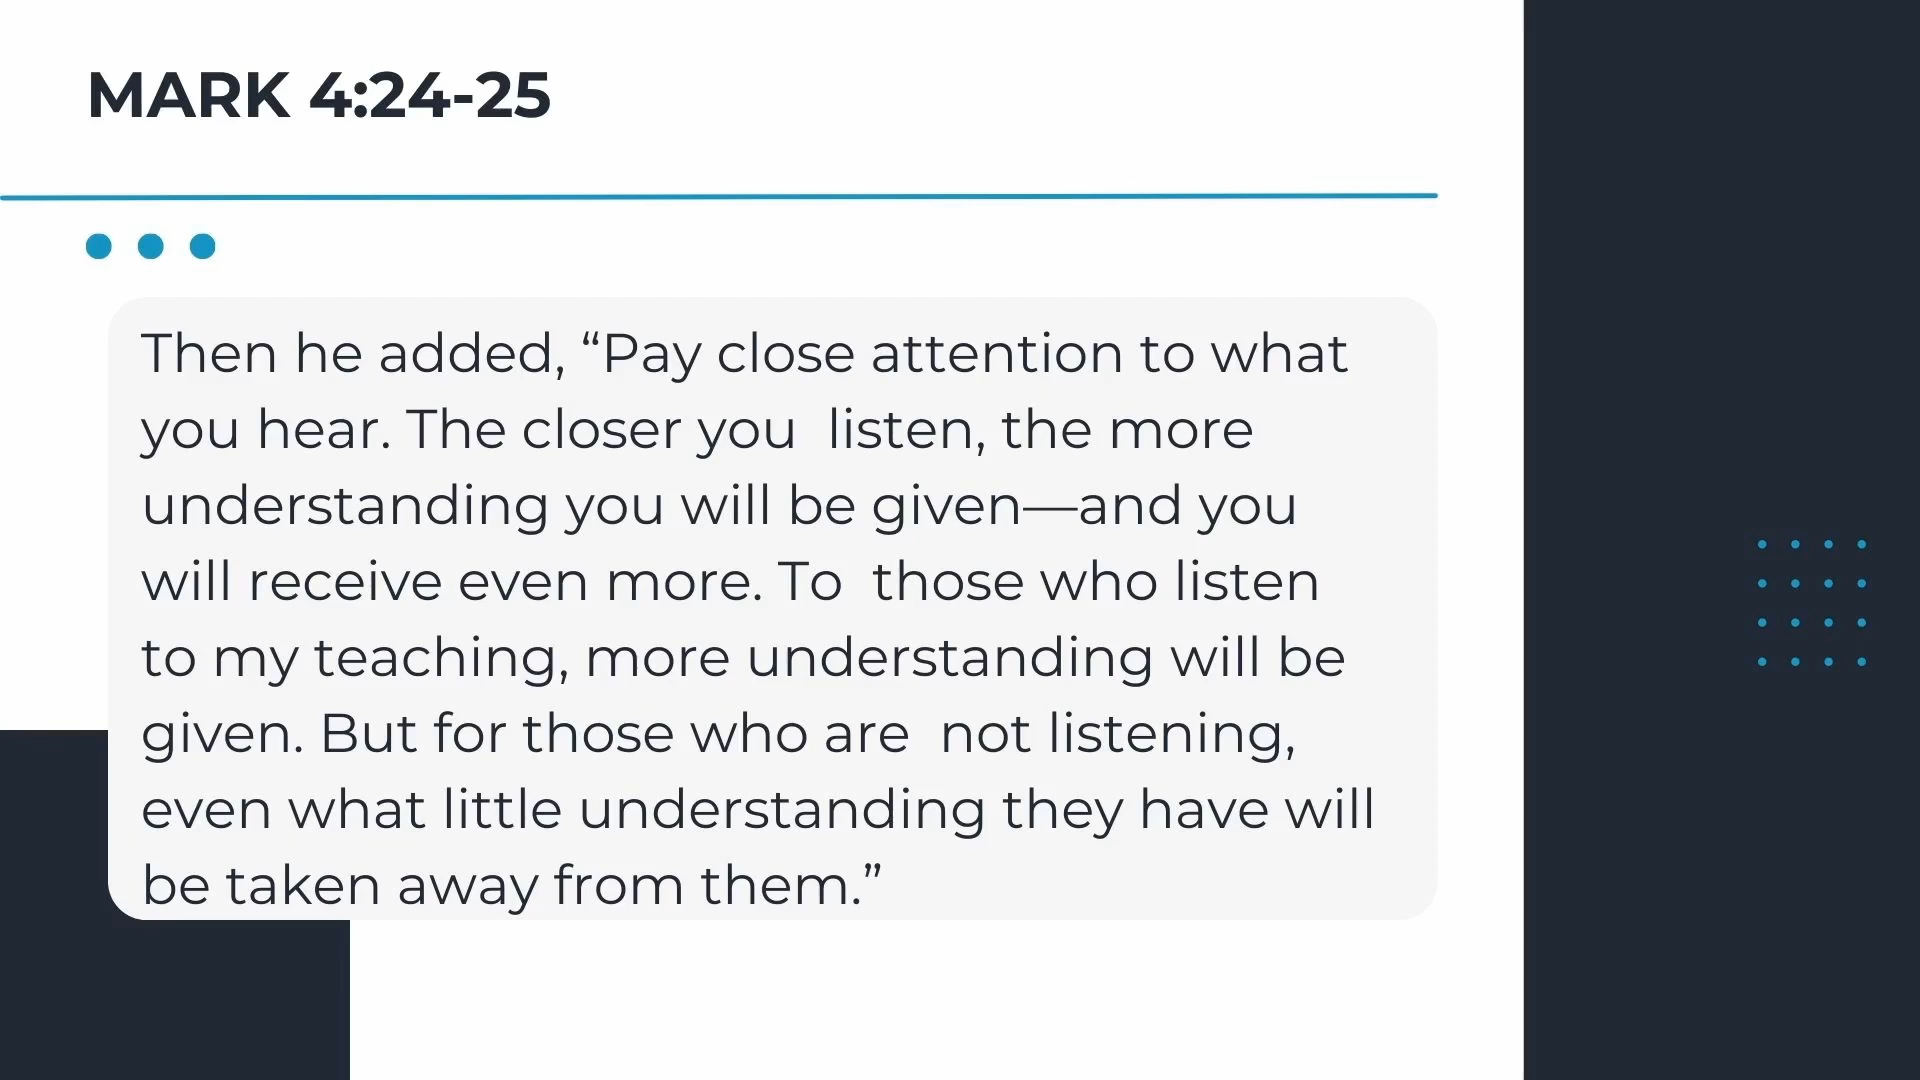 MARK 4:24-25
Then he added, “Pay close attention to what
you hear. The closer you  listen, the more
understanding you will be given—and you
will receive even more. To  those who listen
to my teaching, more understanding will be
given. But for those who are  not listening,
even what little understanding they have will
be taken away from them.”